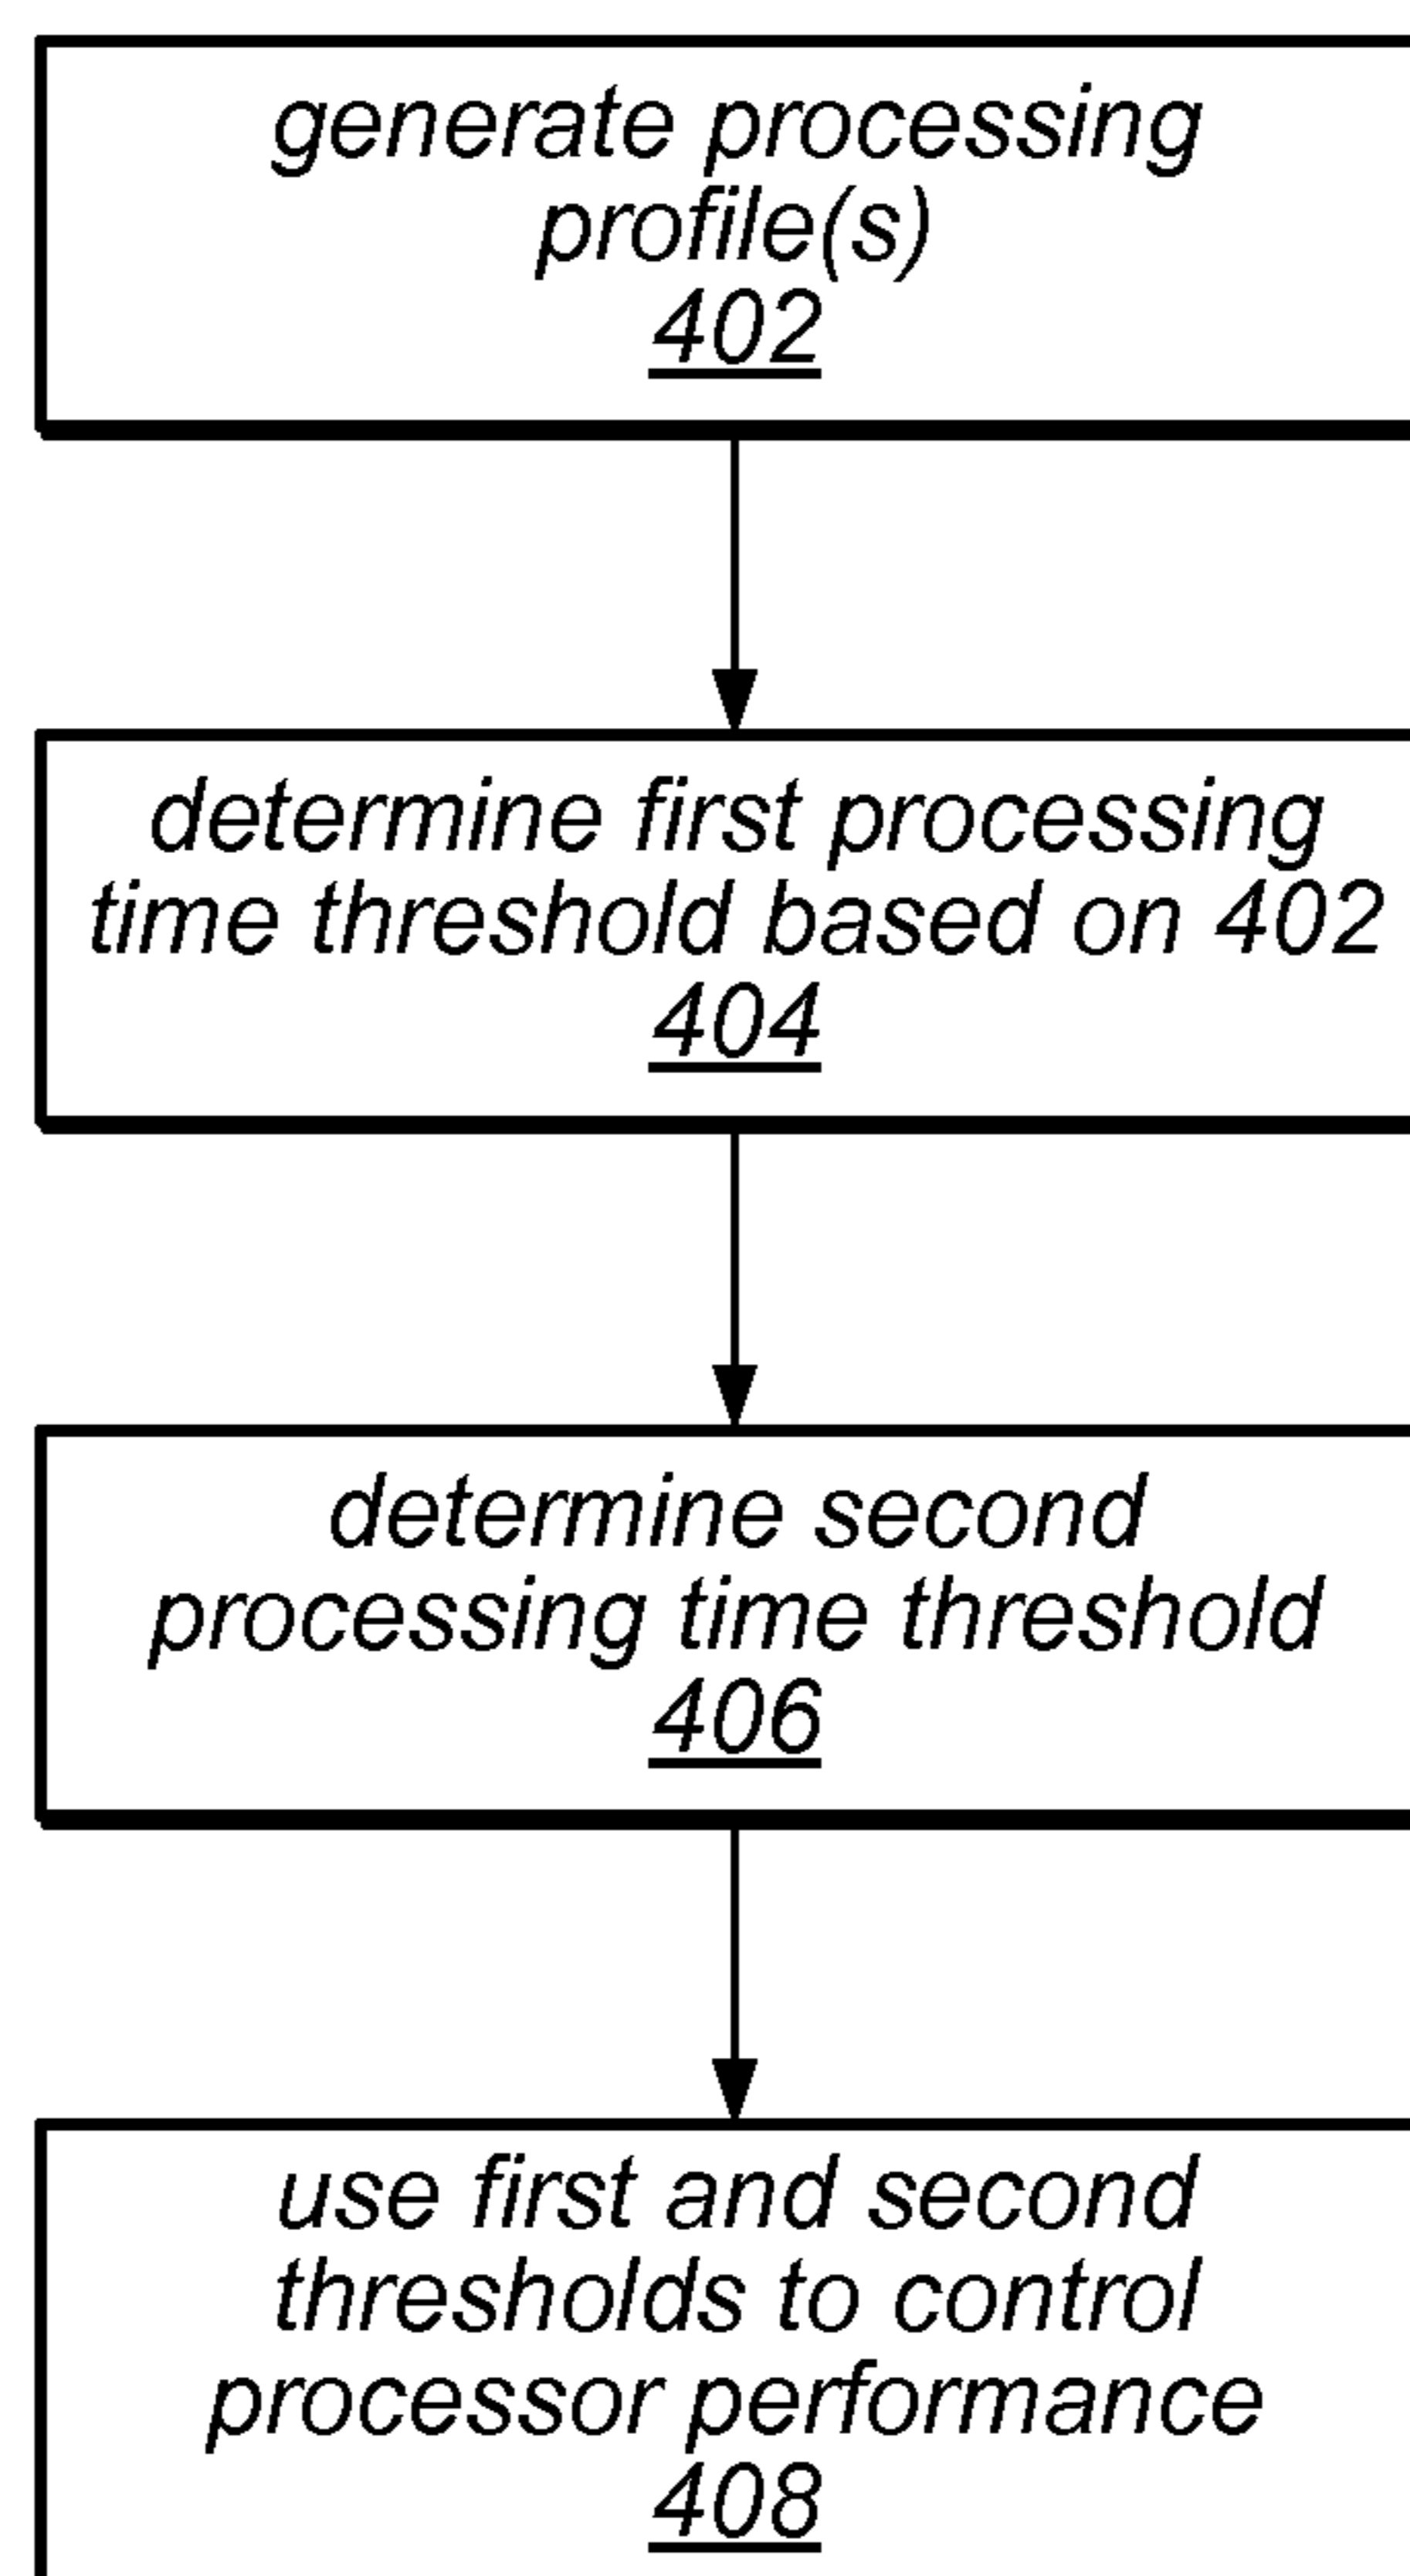 generate processing
profile(s)
402
determine first processing
time threshold based on 402
404
determine second
processing time threshold
406
use first and second
thresholds to control
processor performance
408